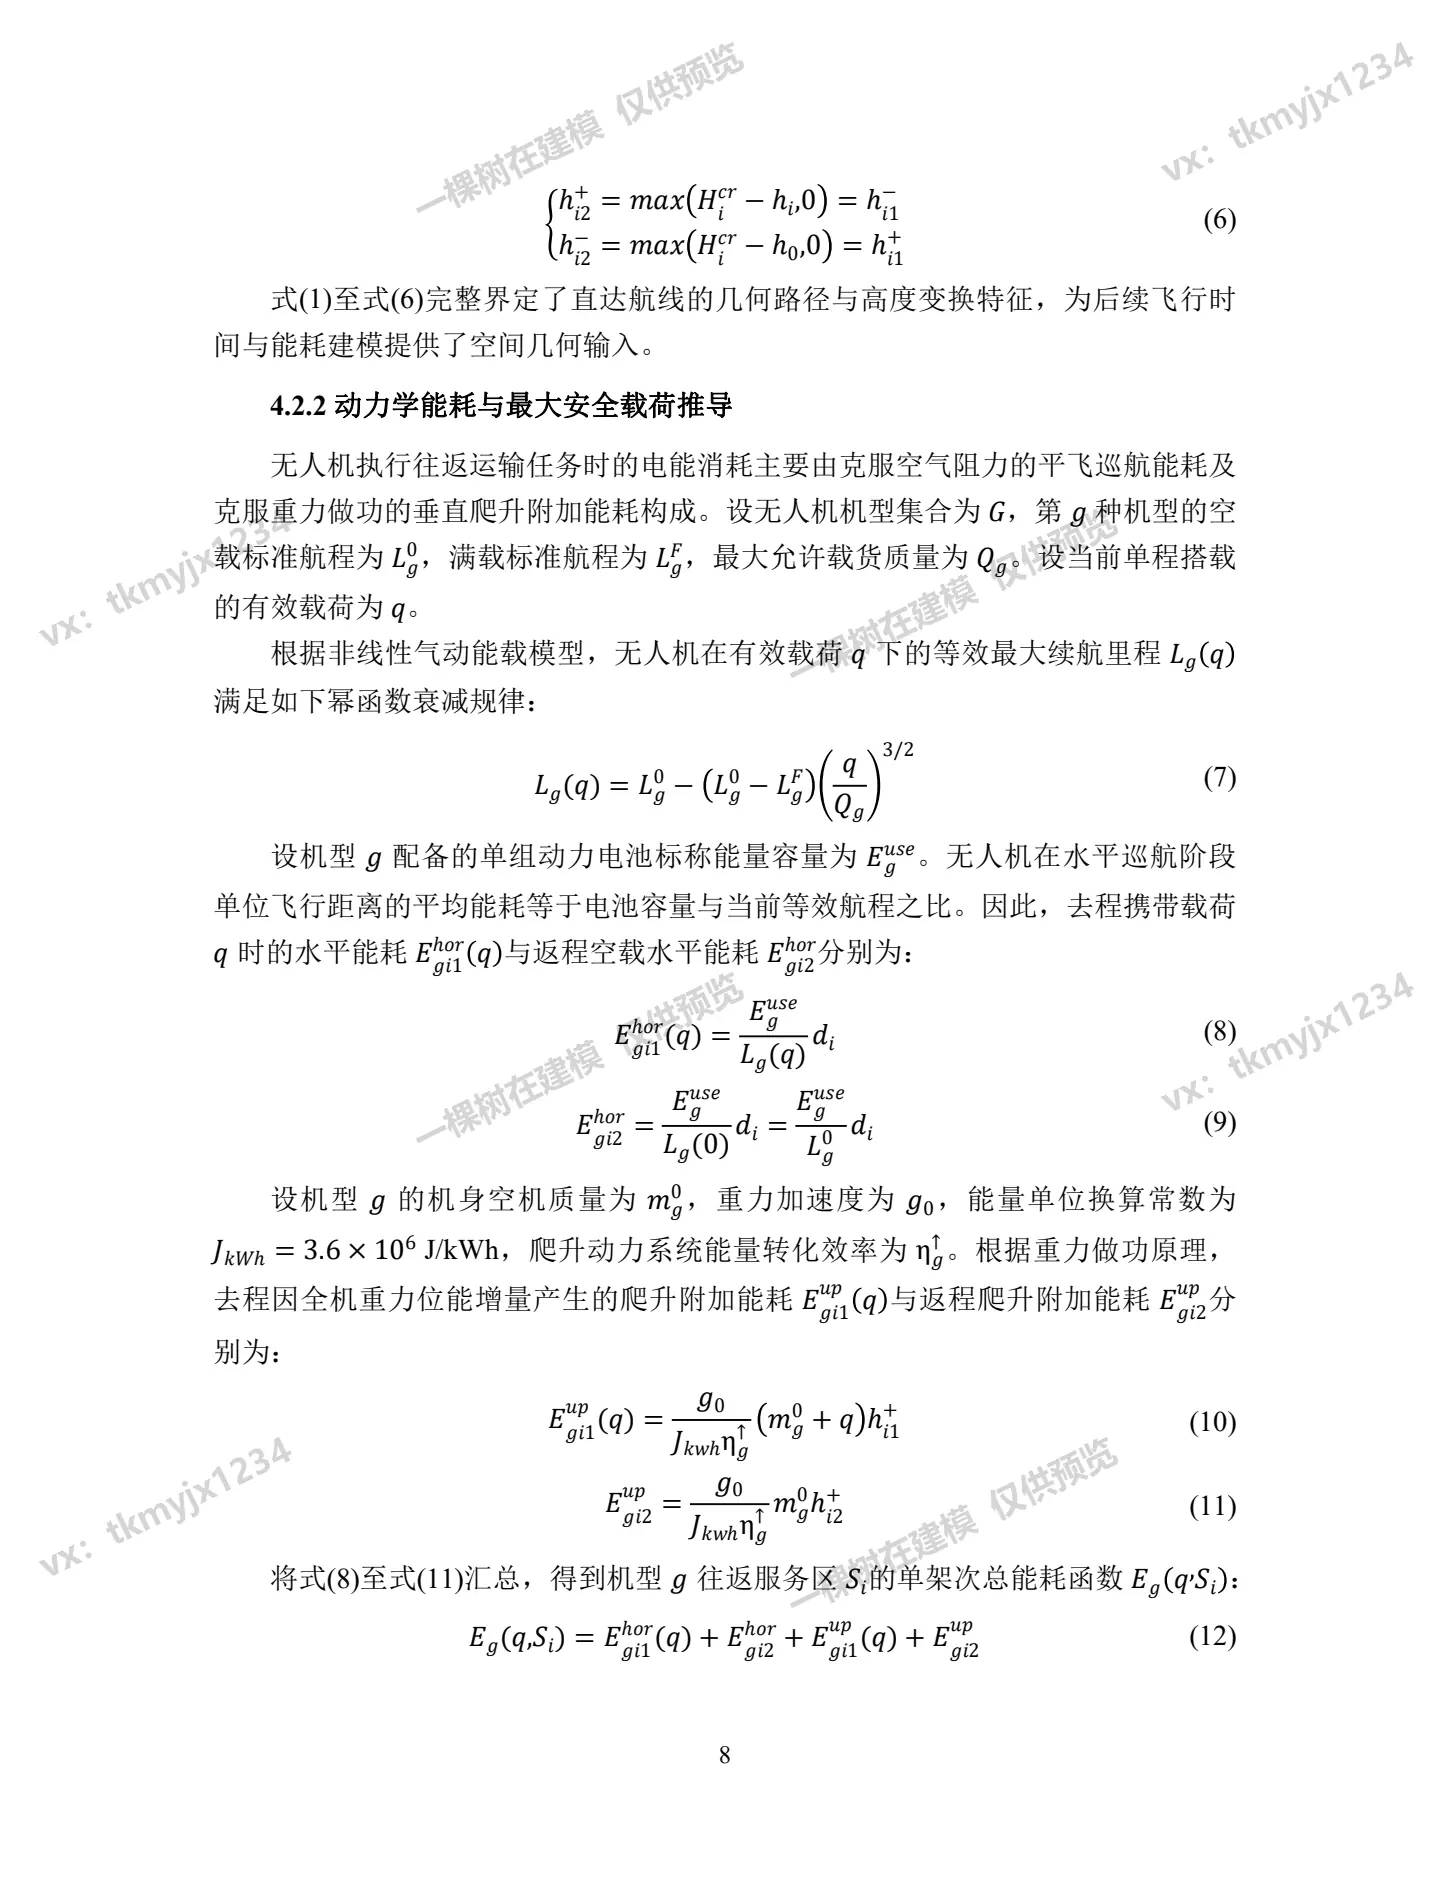 一棵树在建模 仅供预览
vx: tkmyjx1234
{h_{i2}^+ = max(H_i^{cr} − h_i,0) = h_{i1}^−
h_{i2}^− = max(H_i^{cr} − h_0,0) = h_{i1}^+
(6)
式(1)至式(6)完整界定了直达航线的几何路径与高度变换特征，为后续飞行时
间与能耗建模提供了空间几何输入。
4.2.2 动力学能耗与最大安全载荷推导
无人机执行往返运输任务时的电能消耗主要由克服空气阻力的平飞巡航能耗及
克服重力做功的垂直爬升附加能耗构成。设无人机机型集合为 G，第 g 种机型的空
载标准航程为 L_g^0，满载标准航程为 L_g^F，最大允许载货质量为 Q_g。设当前单程搭载
的有效载荷为 q。
vx: tkmyjx1234
一棵树在建模 仅供预览
根据非线性气动能载模型，无人机在有效载荷 q 下的等效最大续航里程 L_g(q)
满足如下幂函数衰减规律：
L_g(q) = L_g^0 − (L_g^0 − L_g^F)(q/Q_g)^{3/2} (7)
设机型 g 配备的单组动力电池标称能量容量为 E_g^{use}。无人机在水平巡航阶段
单位飞行距离的平均能耗等于电池容量与当前等效航程之比。因此，去程携带载荷
q 时的水平能耗 E_{gi1}^{hor}(q)与返程空载水平能耗 E_{gi2}^{hor}分别为：
一棵树在建模 仅供预览
vx: tkmyjx1234
E_{gi1}^{hor}(q) = E_g^{use}/L_g(q) d_i (8)
E_{gi2}^{hor} = E_g^{use}/L_g(0) d_i = E_g^{use}/L_g^0 d_i (9)
设机型 g 的机身空机质量为 m_g^0，重力加速度为 g_0，能量单位换算常数为
J_{kWh} = 3.6 × 10^6 J/kWh，爬升动力系统能量转化效率为 η_g^↑。根据重力做功原理，
去程因全机重力位能增量产生的爬升附加能耗 E_{gi1}^{up}(q)与返程爬升附加能耗 E_{gi2}^{up}分
别为：
E_{gi1}^{up}(q) = g_0/(J_{kwh}η_g^↑) (m_g^0 + q)h_{i1}^+ (10)
E_{gi2}^{up} = g_0/(J_{kwh}η_g^↑) m_g^0 h_{i2}^+ (11)
vx: tkmyjx1234
一棵树在建模 仅供预览
将式(8)至式(11)汇总，得到机型 g 往返服务区 S_i的单架次总能耗函数 E_g(q,S_i)：
E_g(q,S_i) = E_{gi1}^{hor}(q) + E_{gi2}^{hor} + E_{gi1}^{up}(q) + E_{gi2}^{up} (12)
8